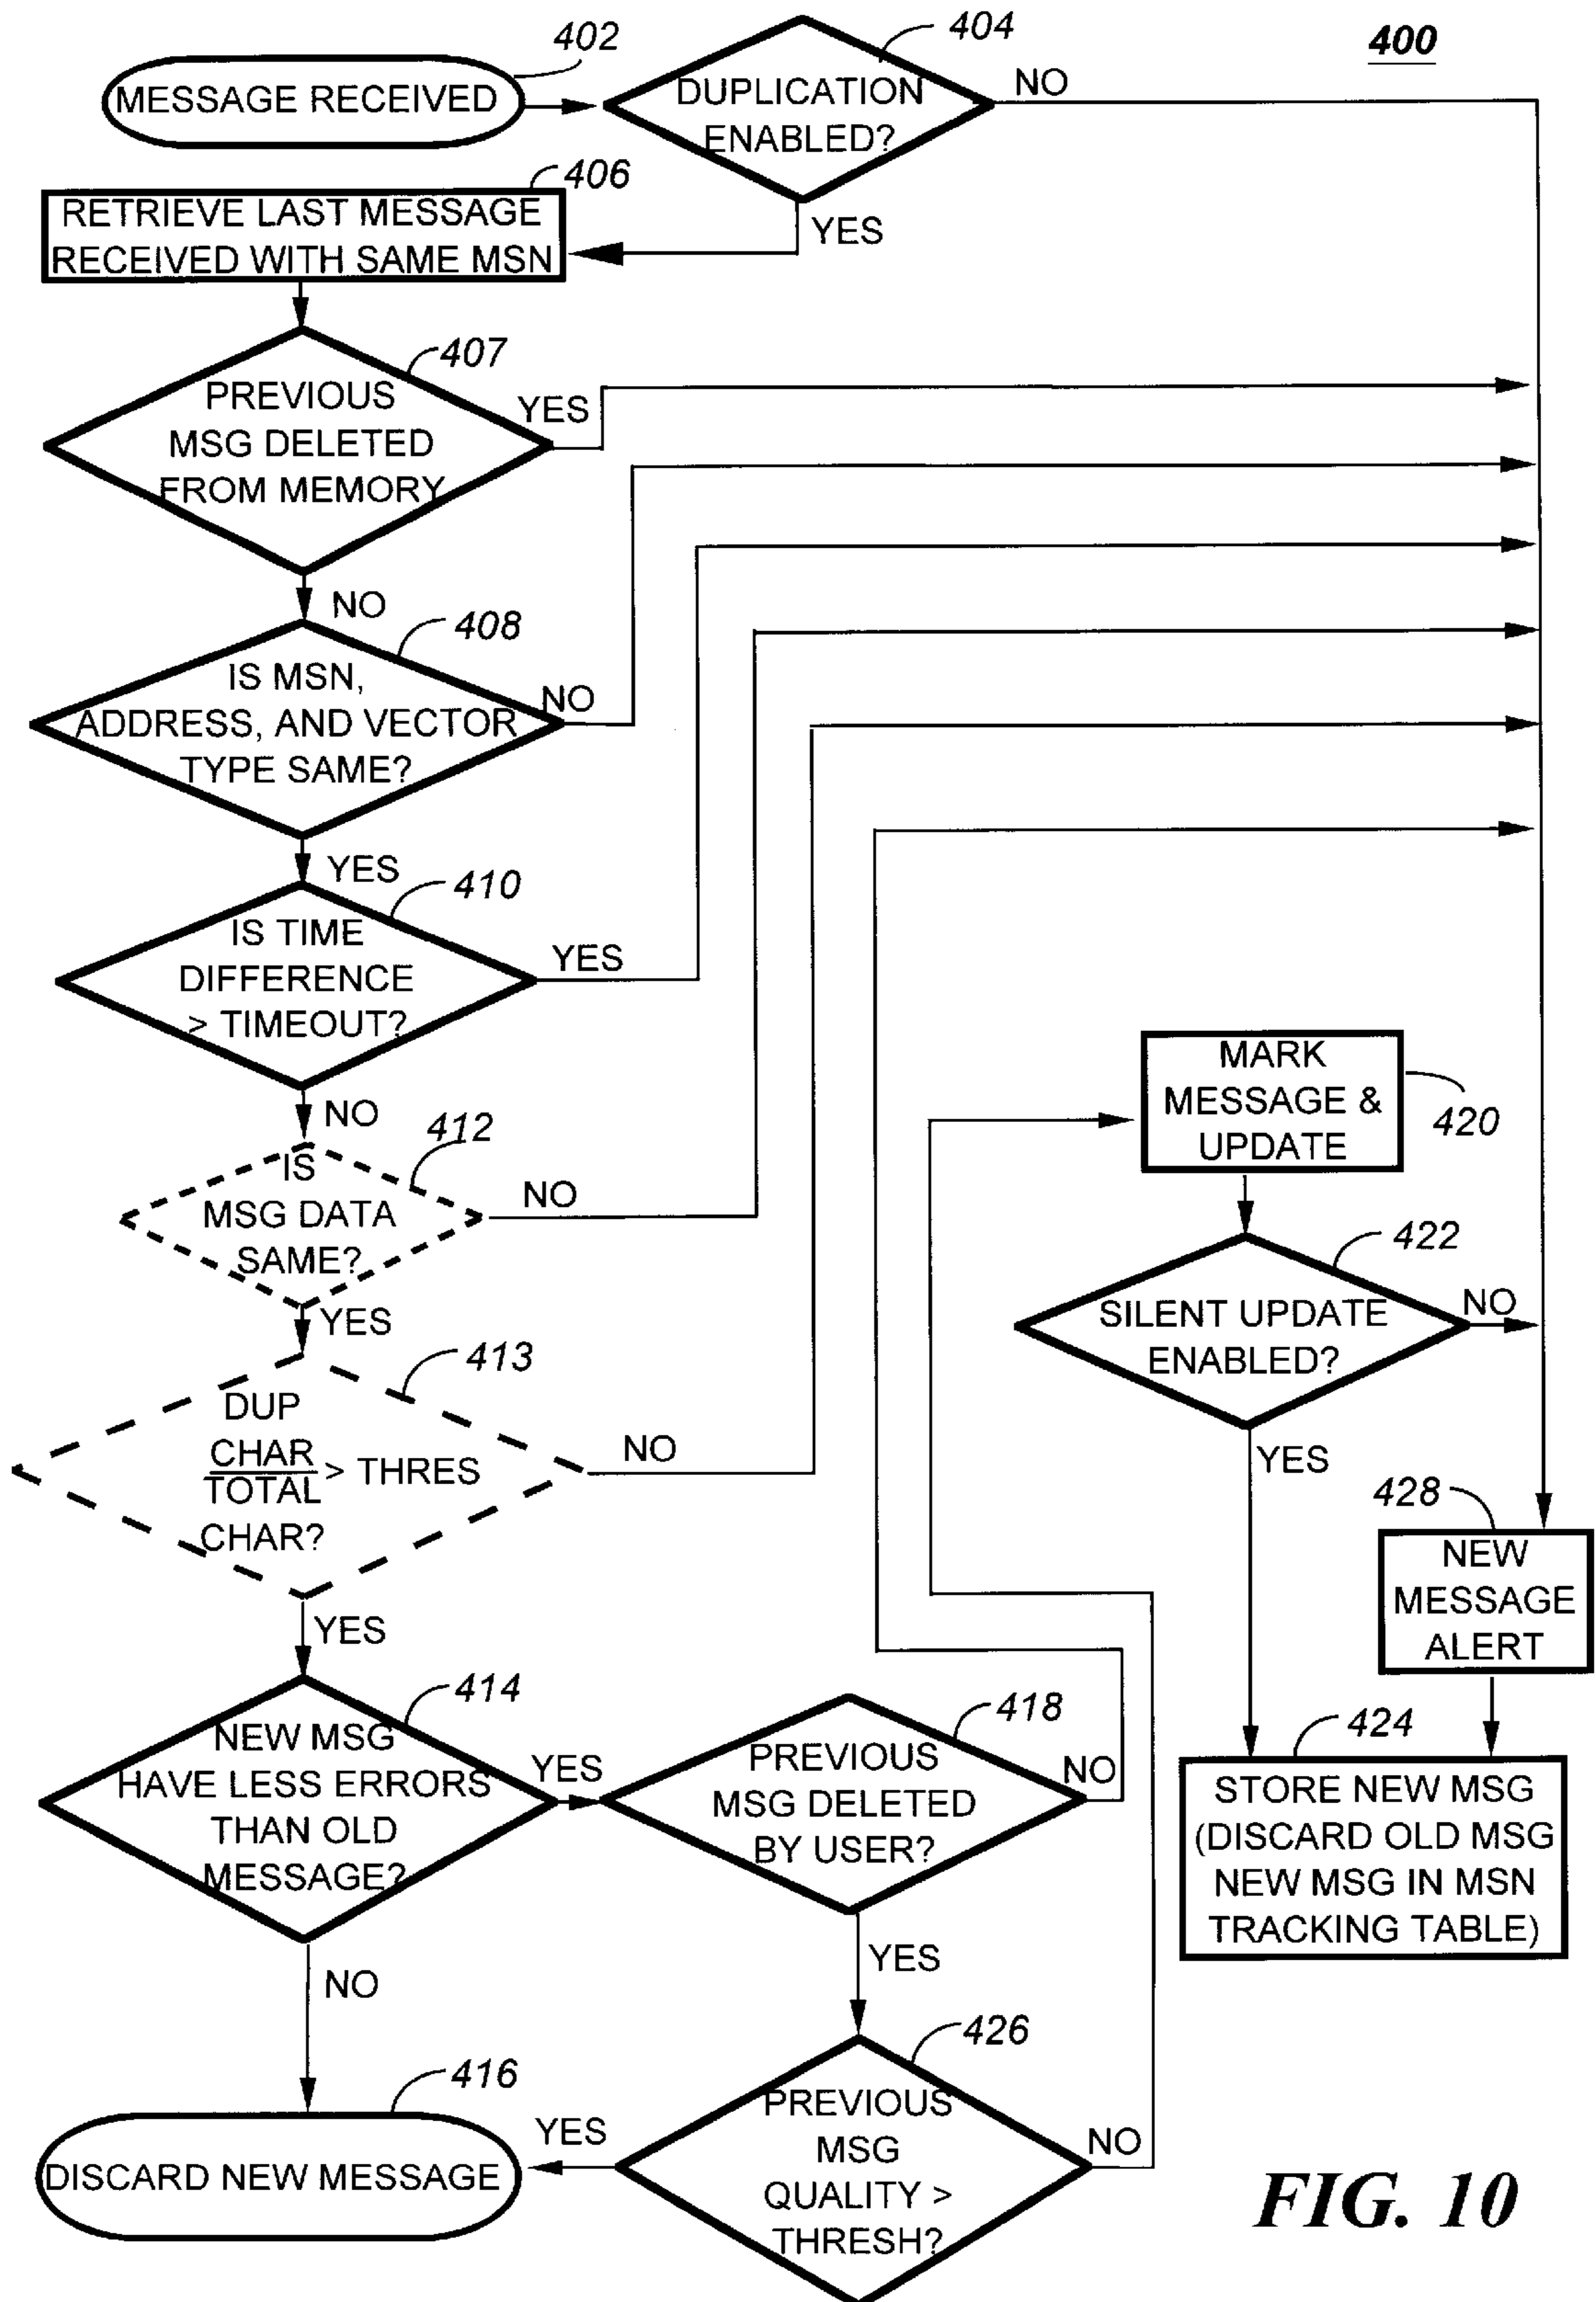 400
402
MESSAGE RECEIVED
404
DUPLICATION
ENABLED?
NO
YES
406
RETRIEVE LAST MESSAGE
RECEIVED WITH SAME MSN
407
PREVIOUS
MSG DELETED
FROM MEMORY
YES
NO
408
IS MSN,
ADDRESS, AND VECTOR
TYPE SAME?
NO
YES
410
IS TIME
DIFFERENCE
> TIMEOUT?
YES
NO
412
IS
MSG DATA
SAME?
NO
YES
413
DUP
CHAR
> THRES
TOTAL
CHAR?
NO
YES
414
NEW MSG
HAVE LESS ERRORS
THAN OLD
MESSAGE?
YES
NO
416
DISCARD NEW MESSAGE
418
PREVIOUS
MSG DELETED
BY USER?
NO
YES
426
PREVIOUS
MSG
QUALITY >
THRESH?
YES
NO
MARK
MESSAGE &
UPDATE
420
422
SILENT UPDATE
ENABLED?
NO
YES
428
NEW
MESSAGE
ALERT
424
STORE NEW MSG
(DISCARD OLD MSG
NEW MSG IN MSN
TRACKING TABLE)
FIG. 10